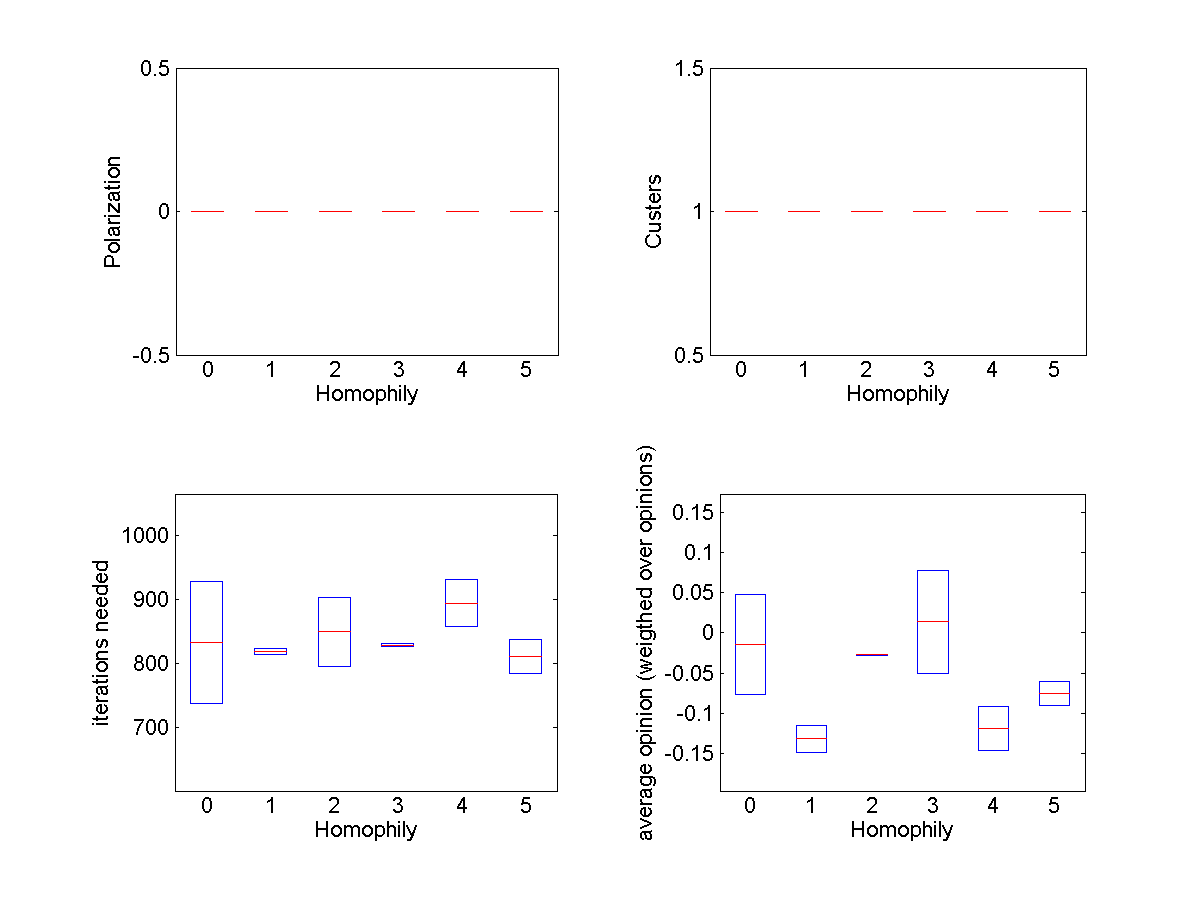 0.5
0
-0.5
Polarization
0 1 2 3 4 5
Homophily
1.5
1
0.5
Custers
0 1 2 3 4 5
Homophily
1000
900
800
700
iterations needed
0 1 2 3 4 5
Homophily
0.15
0.1
0.05
0
-0.05
-0.1
-0.15
average opinion (weigthed over opinions)
0 1 2 3 4 5
Homophily